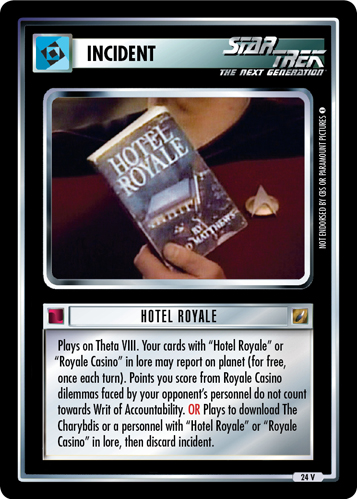 INCIDENT
STAR TREK
THE NEXT GENERATION
HOTEL
ROYALE
BY
MATTHEWS
NOT ENDORSED BY CBS OR PARAMOUNT PICTURES
HOTEL ROYALE
Plays on Theta VIII. Your cards with “Hotel Royale” or
“Royale Casino” in lore may report on planet (for free,
once each turn). Points you score from Royale Casino
dilemmas faced by your opponent’s personnel do not count
towards Writ of Accountability. OR Plays to download The
Charybdis or a personnel with “Hotel Royale” or “Royale
Casino” in lore, then discard incident.
24 V